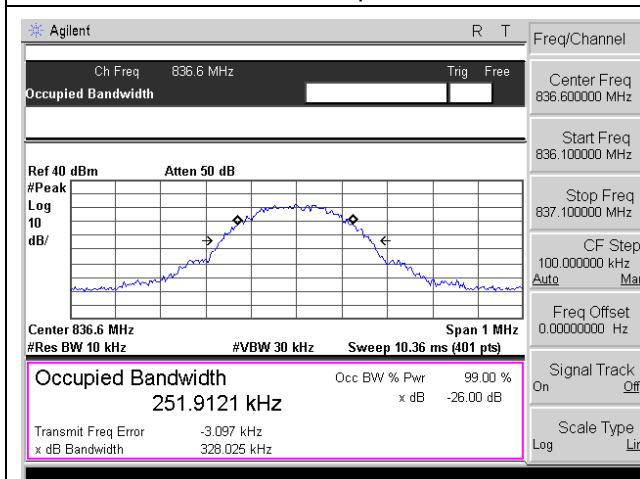 Agilent
R T
Freq/Channel
Ch Freq 836.6 MHz Trig Free
Occupied Bandwidth
Center Freq
836.600000 MHz
Start Freq
836.100000 MHz
Stop Freq
837.100000 MHz
CF Step
100.000000 kHz
Auto
Freq Offset
0.00000000 Hz
Signal Track
On Off
Scale Type
Log
Ref 40 dBm Atten 50 dB
#Peak
Log
10
dB/
Center 836.6 MHz Span 1 MHz
#Res BW 10 kHz #VBW 30 kHz Sweep 10.36 ms (401 pts)
Occupied Bandwidth Occ BW % Pwr 99.00 %
251.9121 kHz x dB -26.00 dB
Transmit Freq Error -3.097 kHz
x dB Bandwidth 328.025 kHz